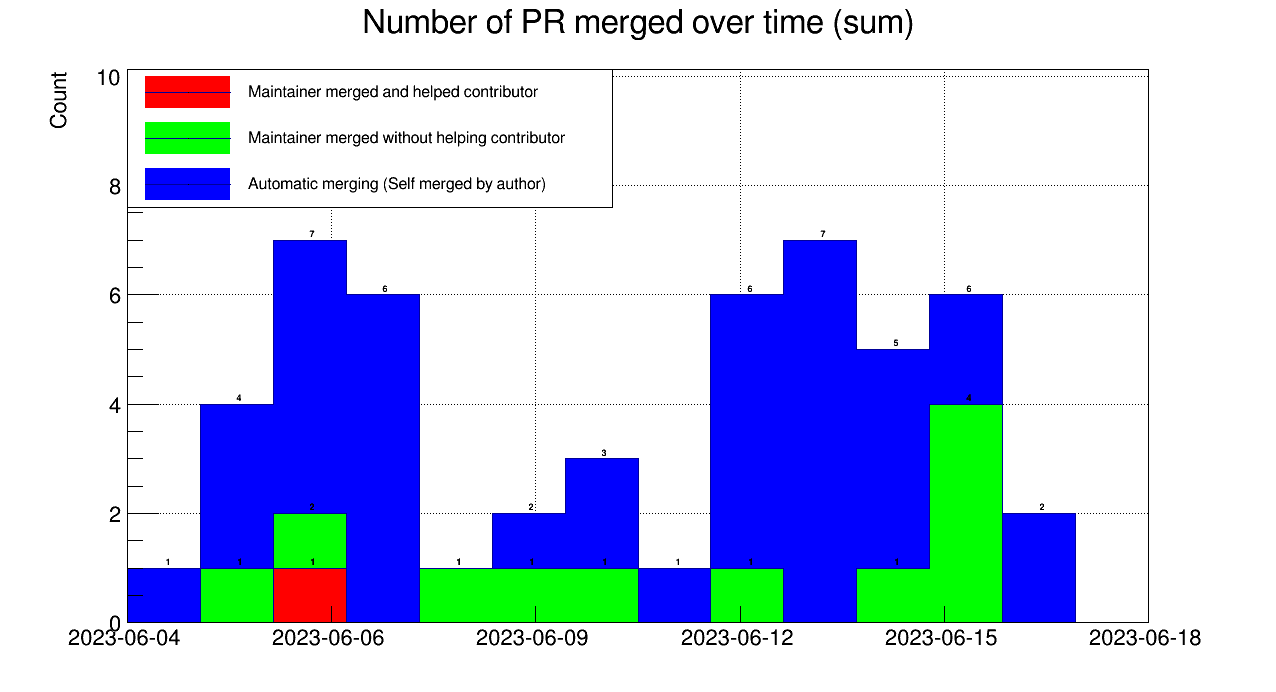 Number of PR merged over time (sum)
Count
10
8
6
4
2
0
Maintainer merged and helped contributor
Maintainer merged without helping contributor
Automatic merging (Self merged by author)
7 7
6 6 6
5
4 4
3
2 2 2
1 1 1 1 1 1 1 1 1
2023-06-04 2023-06-06 2023-06-09 2023-06-12 2023-06-15 2023-06-18